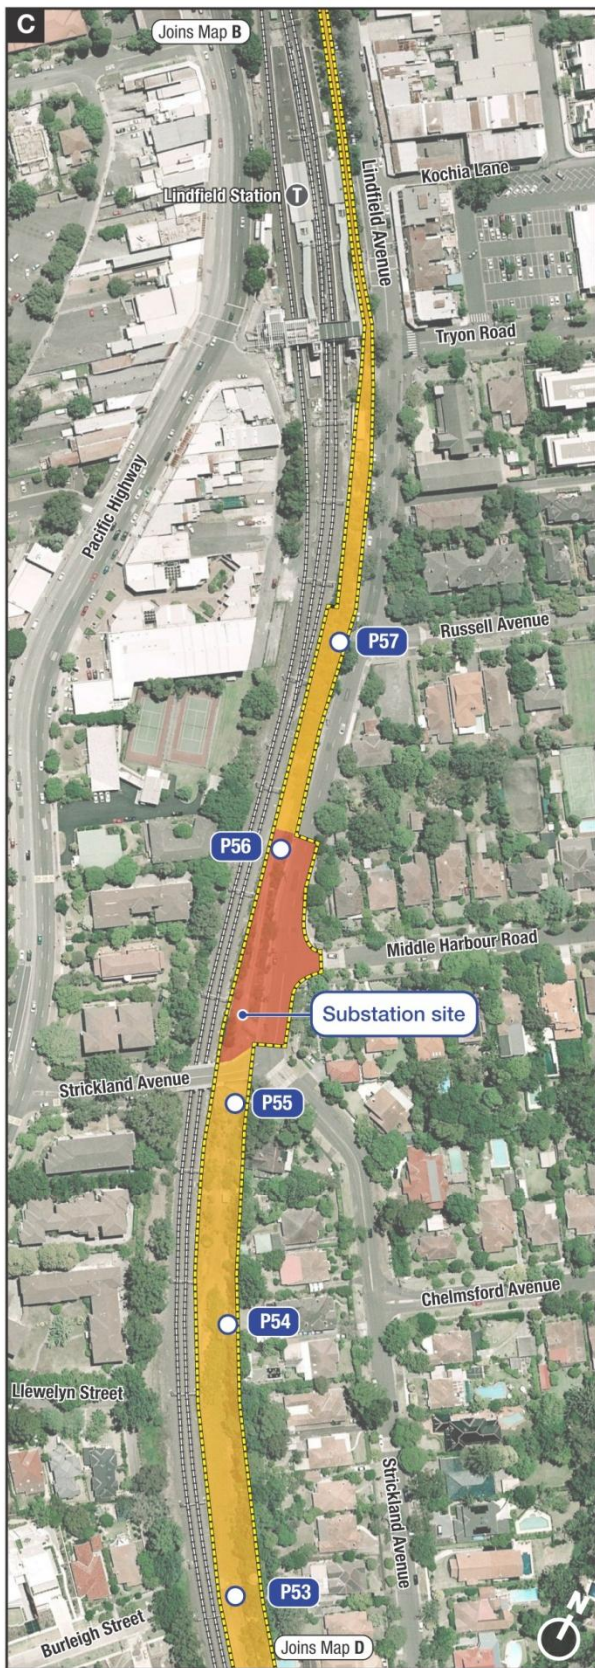 C
Joins Map B
Kochia Lane
Lindfield Station T
Lindfield Avenue
Tryon Road
Pacific Highway
Russell Avenue
P57
P56
Middle Harbour Road
Substation site
Strickland Avenue
P55
Chelmsford Avenue
P54
Llewelyn Street
Strickland Avenue
P53
N
Burleigh Street
Joins Map D